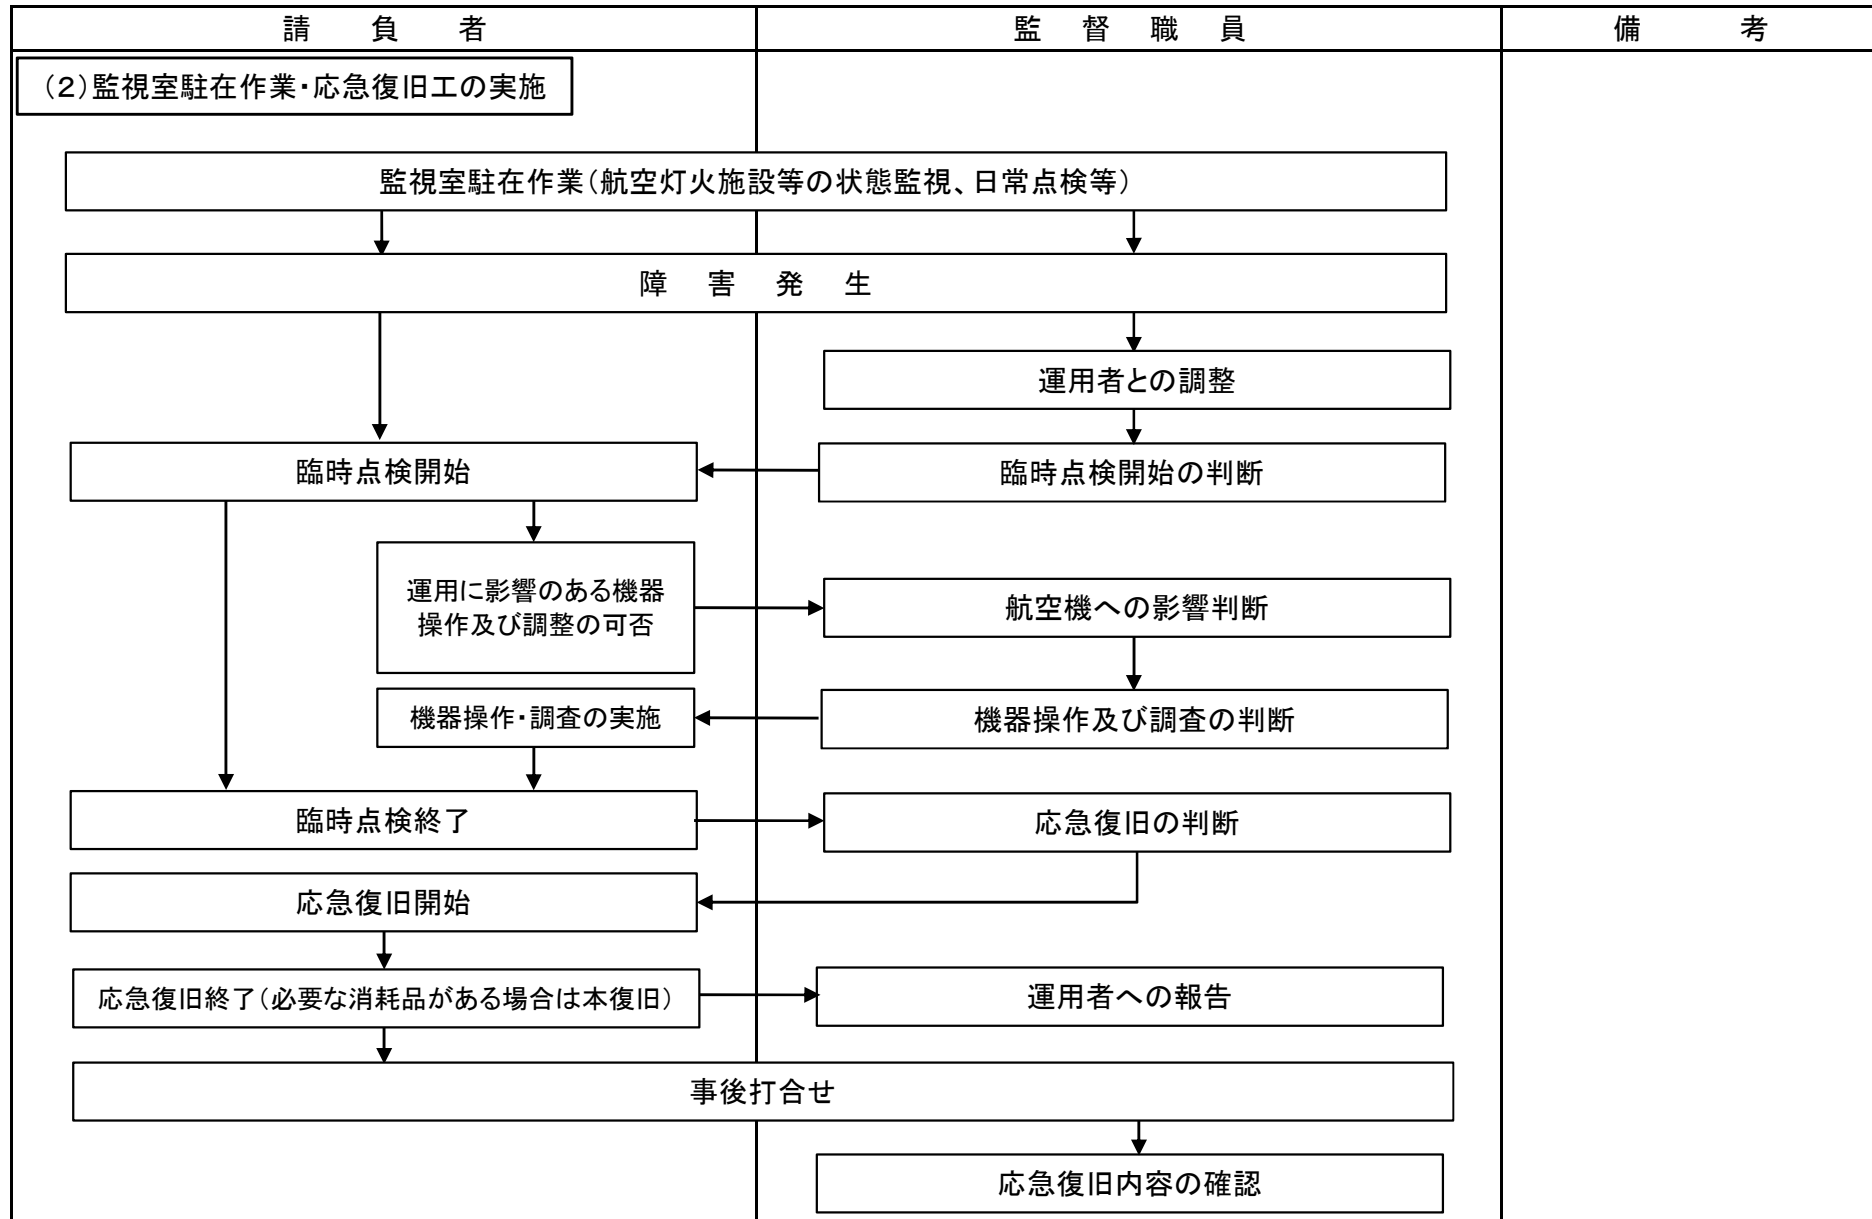 請負者 監督職員 備考
(2)監視室駐在作業・応急復旧工の実施
監視室駐在作業(航空灯火施設等の状態監視、日常点検等)
障害発生
運用者との調整
臨時点検開始 臨時点検開始の判断
運用に影響のある機器
操作及び調整の可否
航空機への影響判断
機器操作・調査の実施 機器操作及び調査の判断
臨時点検終了 応急復旧の判断
応急復旧開始
応急復旧終了(必要な消耗品がある場合は本復旧) 運用者への報告
事後打合せ
応急復旧内容の確認